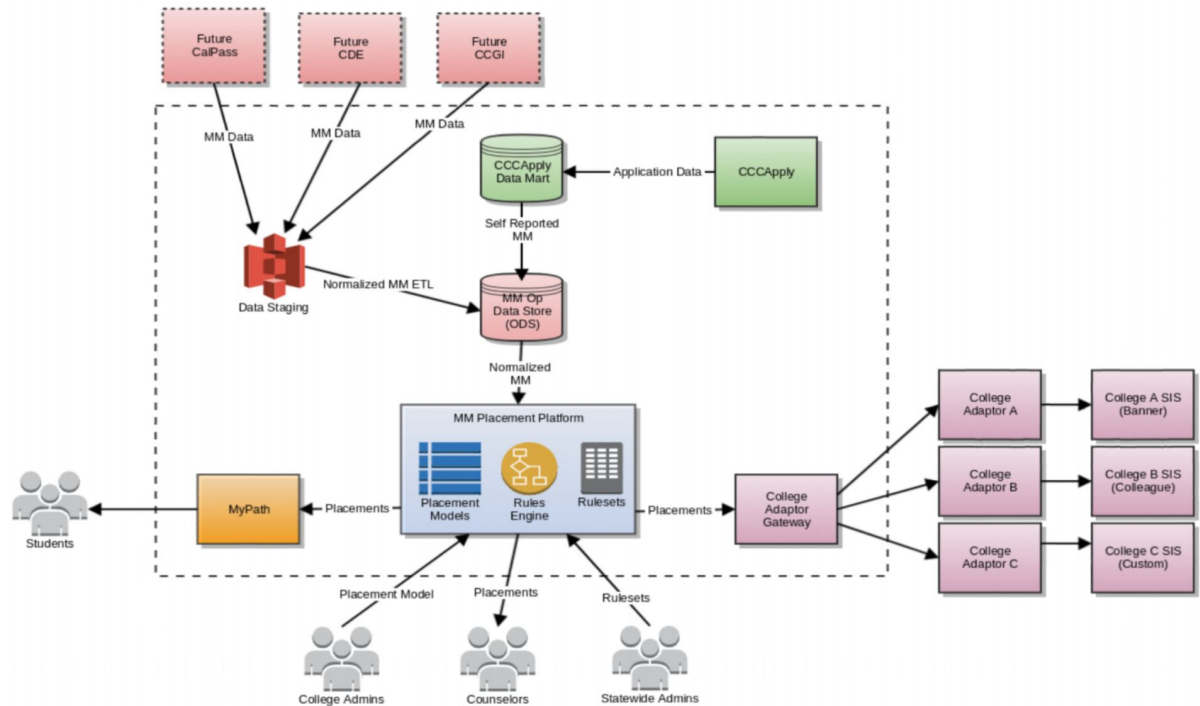 Future
CalPass
Future
CDE
Future
CCGI
MM Data
MM Data
MM Data
CCCApply
Data Mart
Application Data
CCCApply
Self Reported
MM
Data Staging
Normalized MM ETL
MM Op
Data Store
(ODS)
Normalized
MM
MM Placement Platform
Placement
Models
Rules
Engine
Rulesets
Students
MyPath
Placements
Placements
College
Adaptor
Gateway
College
Adaptor A
College A SIS
(Banner)
College
Adaptor B
College B SIS
(Colleague)
College
Adaptor C
College C SIS
(Custom)
Placement Model
Placements
Rulesets
College Admins
Counselors
Statewide Admins